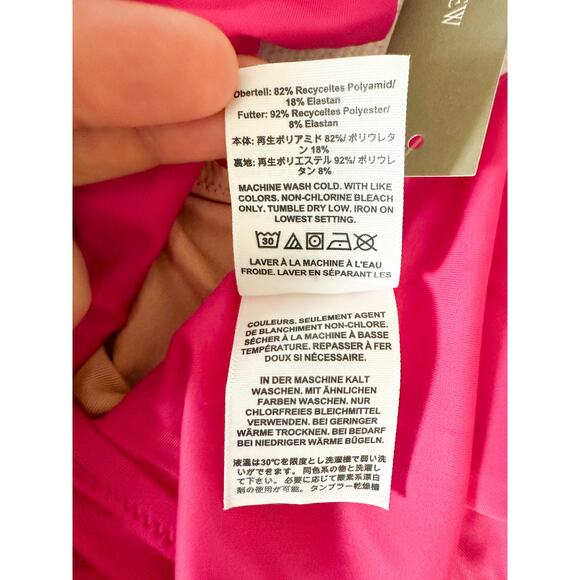 EW
Oberteil: 82% Recyceltes Polyamid/
18% Elastan
Futter: 92% Recyceltes Polyester/
8% Elastan
本体: 再生ポリアミド 82%/ ポリウレタ
ン 18%
裏地: 再生ポリエステル 92%/ ポリウレ
タン 8%
MACHINE WASH COLD. WITH LIKE
COLORS. NON-CHLORINE BLEACH
ONLY. TUMBLE DRY LOW. IRON ON
LOWEST SETTING.
30
LAVER À LA MACHINE À EAU
FROIDE. LAVER EN SÉPARANT LES
COULEURS. SEULEMENT AGENT
DE BLANCHIMENT NON-CHLORE.
SÉCHER À LA MACHINE À BASSE
TEMPÉRATURE. REPASSER À FER
DOUX SI NÉCESSAIRE.
IN DER MASCHINE KALT
WASCHEN. MIT ÄHNLICHEN
FARBEN WASCHEN. NUR
CHLORFREIES BLEICHMITTEL
VERWENDEN. BEI GERINGER
WÄRME TROCKNEN. BEI BEDARF
BEI NIEDRIGER WÄRME BÜGELN.
液温は30℃を限度とし洗濯機で弱い洗
いができます。 同色系の物と洗濯し
て下さい。 必要に応じて酸素系漂白
剤の使用が可能。 タンブラー乾燥機